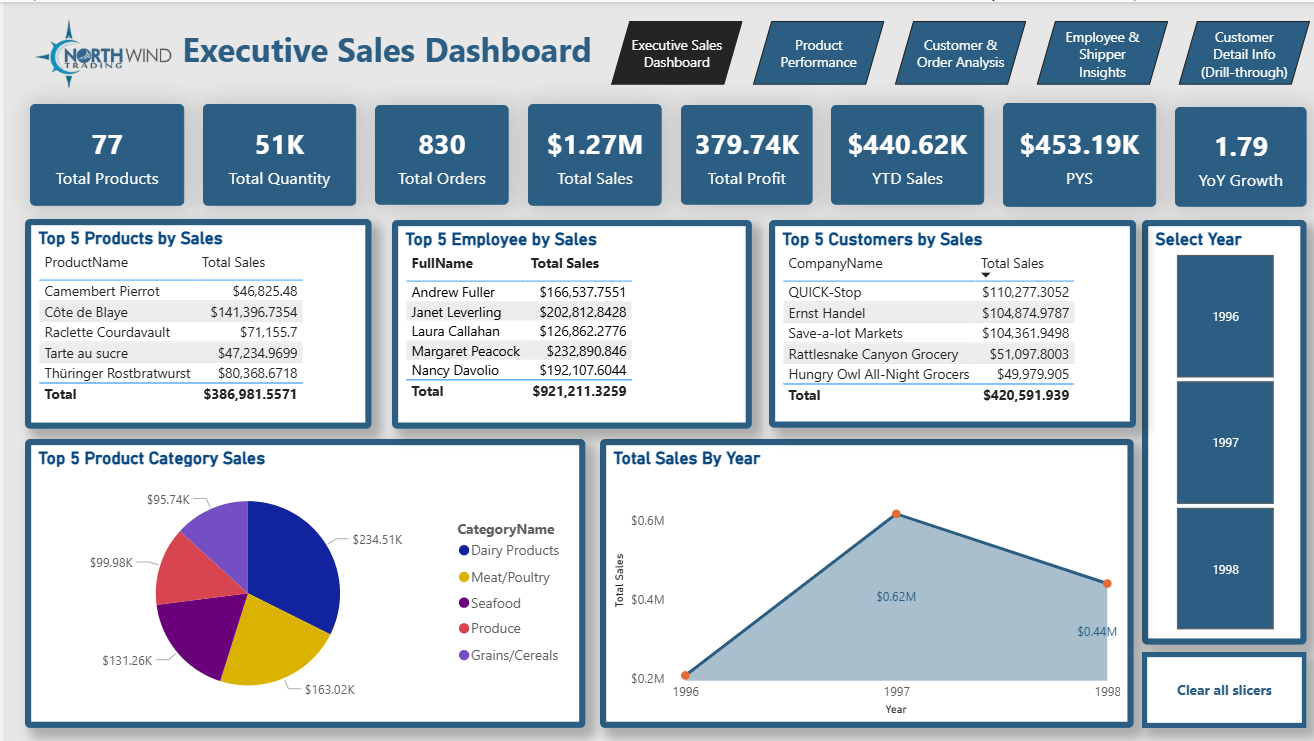 NORTHWIND
TRADING
Executive Sales Dashboard
Executive Sales
Dashboard
Product
Performance
Customer &
Order Analysis
Employee &
Shipper
Insights
Customer
Detail Info
(Drill-through)
77
Total Products
51K
Total Quantity
830
Total Orders
$1.27M
Total Sales
379.74K
Total Profit
$440.62K
YTD Sales
$453.19K
PYS
1.79
YoY Growth
Top 5 Products by Sales
ProductName Total Sales
Camembert Pierrot $46,825.48
Côte de Blaye $141,396.7354
Raclette Courdavault $71,155.7
Tarte au sucre $47,234.9699
Thüringer Rostbratwurst $80,368.6718
Total $386,981.5571
Top 5 Employee by Sales
FullName Total Sales
Andrew Fuller $166,537.7551
Janet Leverling $202,812.8428
Laura Callahan $126,862.2776
Margaret Peacock $232,890.846
Nancy Davolio $192,107.6044
Total $921,211.3259
Top 5 Customers by Sales
CompanyName Total Sales
QUICK-Stop $110,277.3052
Ernst Handel $104,874.9787
Save-a-lot Markets $104,361.9498
Rattlesnake Canyon Grocery $51,097.8003
Hungry Owl All-Night Grocers $49,979.905
Total $420,591.939
Select Year
1996
1997
1998
Clear all slicers
Top 5 Product Category Sales
$95.74K
$234.51K
$99.98K
$131.26K
$163.02K
CategoryName
Dairy Products
Meat/Poultry
Seafood
Produce
Grains/Cereals
Total Sales By Year
Total Sales
$0.6M
$0.4M
$0.2M
$0.62M
$0.44M
1996 1997 1998
Year